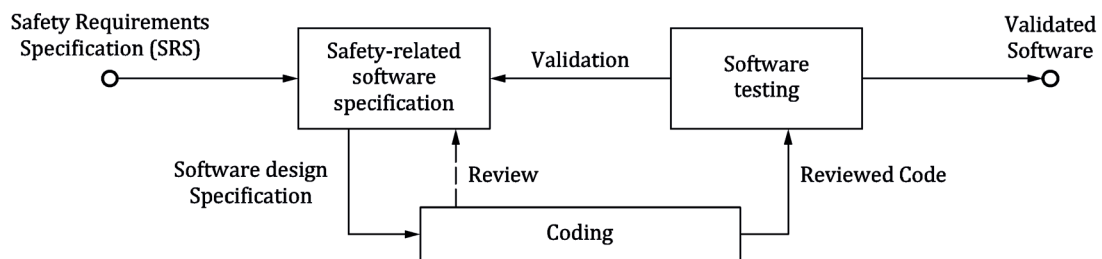 Safety Requirements
Specification (SRS)
Safety-related
software
specification
Validation
Software
testing
Validated
Software
Software design
Specification
Review
Reviewed Code
Coding